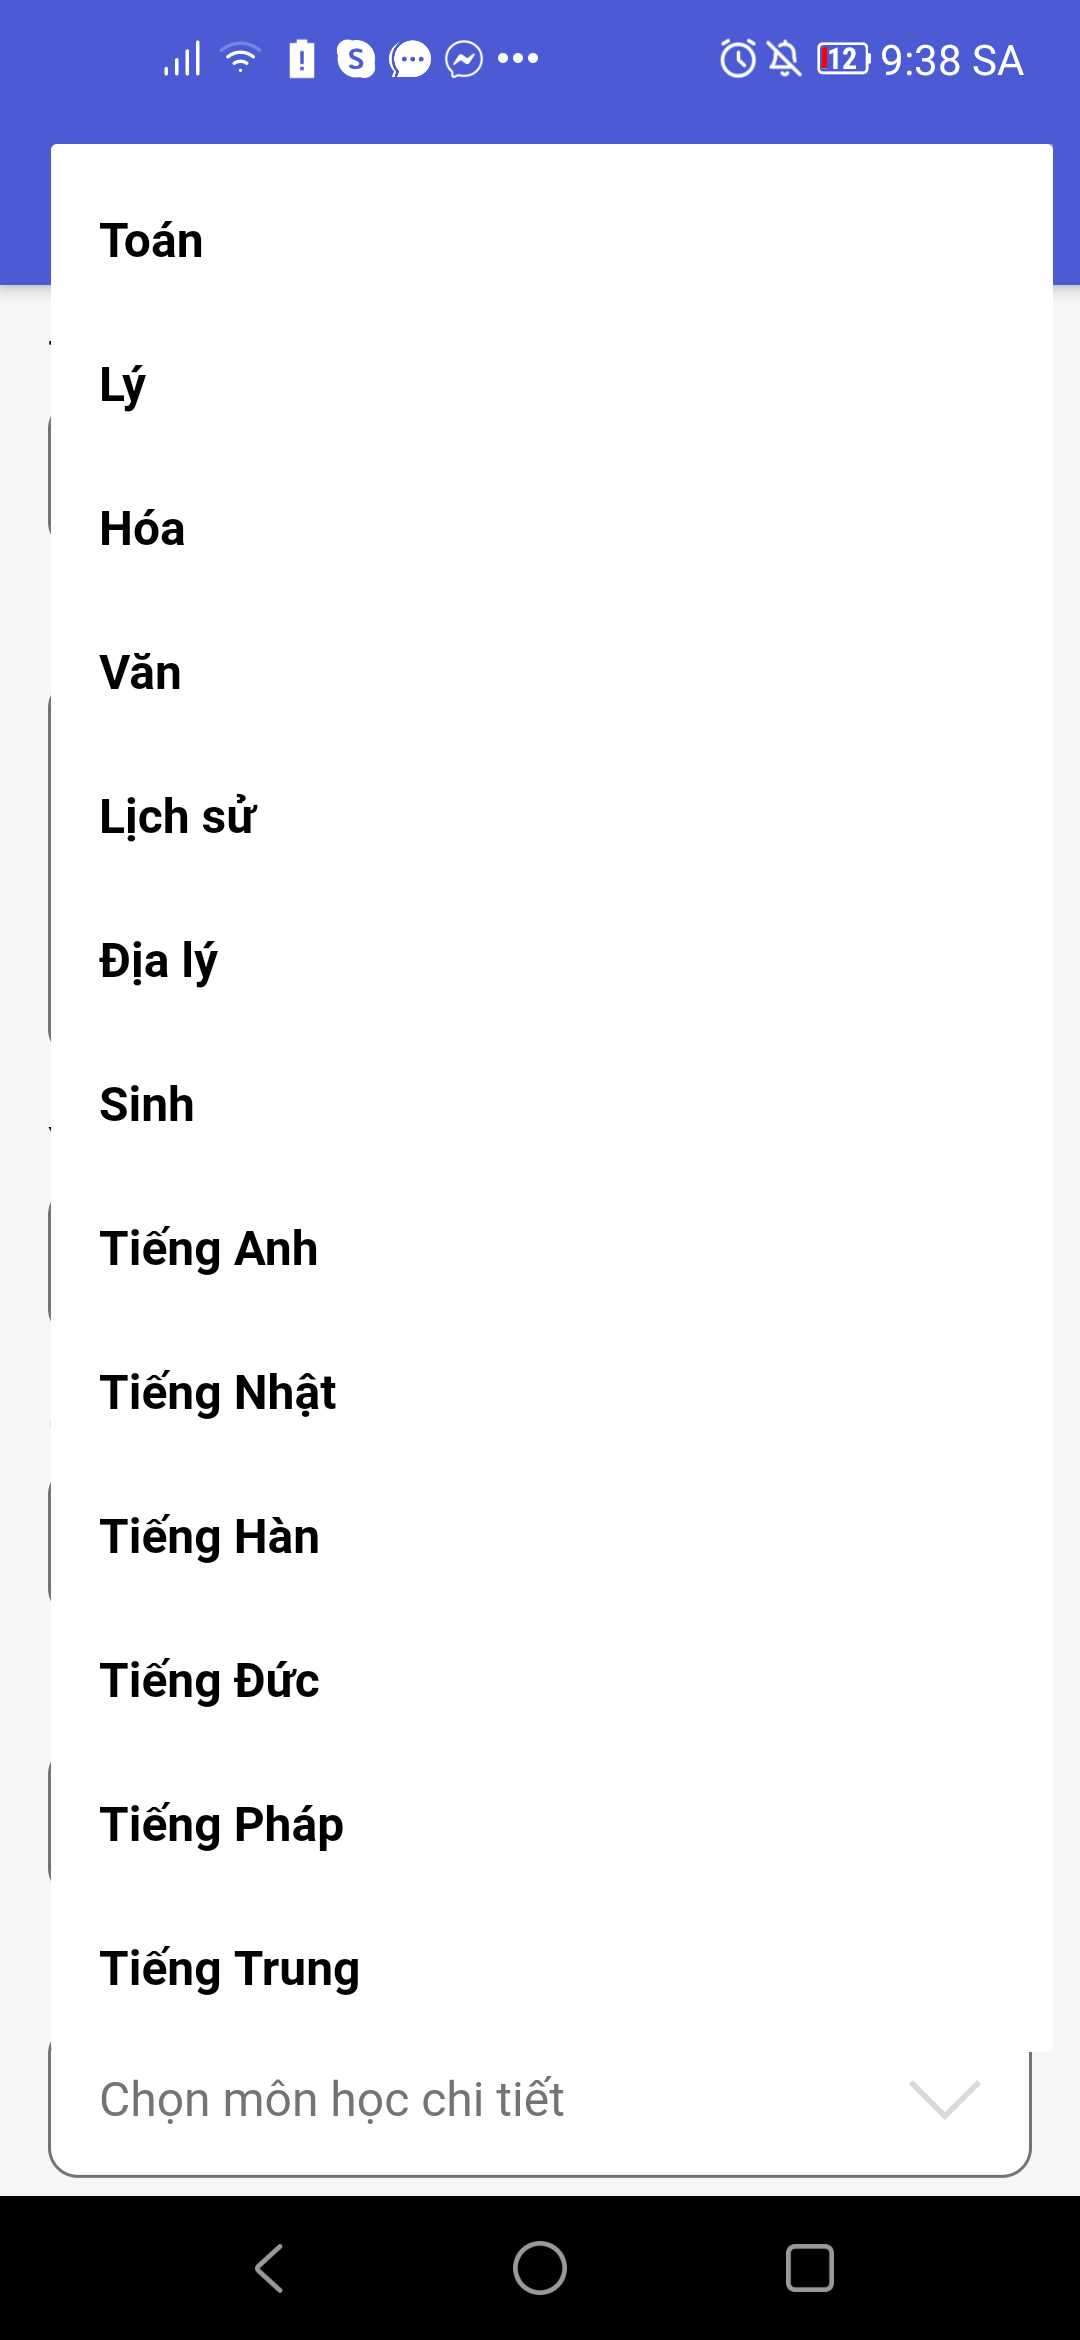 12 9:38 SA
Toán
Lý
Hóa
Văn
Lịch sử
Địa lý
Sinh
Tiếng Anh
Tiếng Nhật
Tiếng Hàn
Tiếng Đức
Tiếng Pháp
Tiếng Trung
Chọn môn học chi tiết